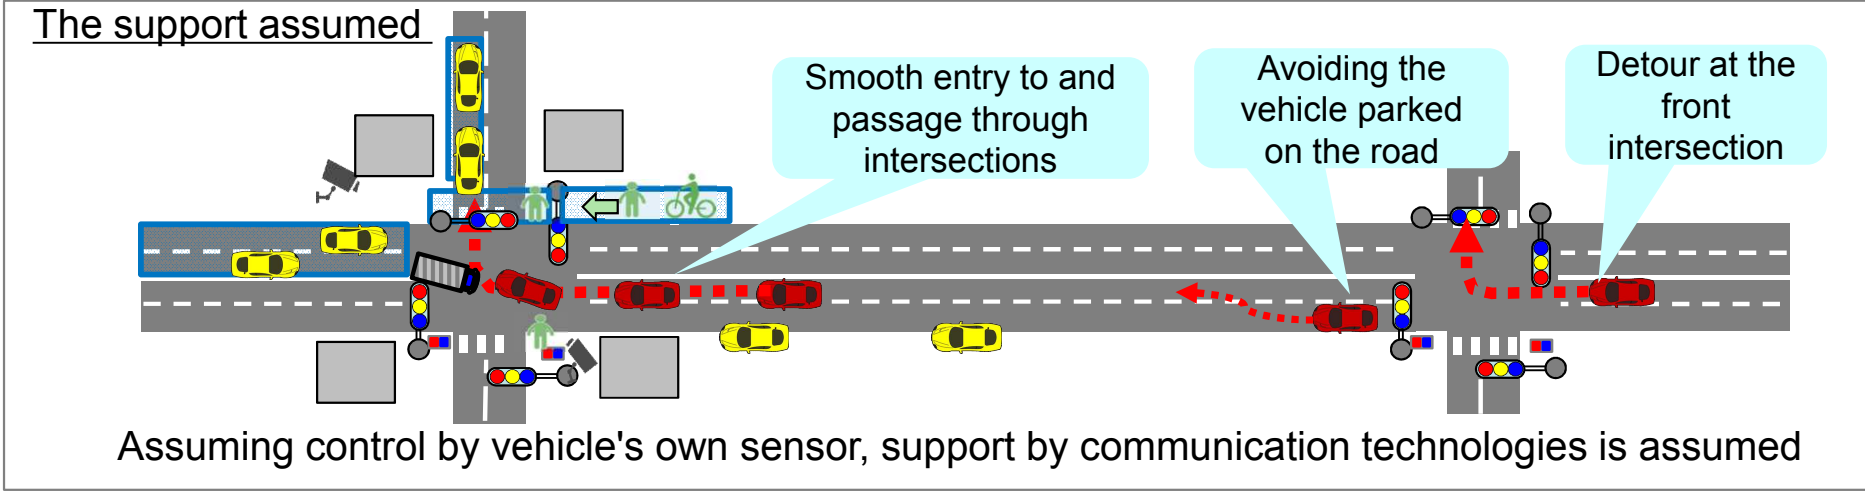 The support assumed
Smooth entry to and
passage through
intersections
Avoiding the
vehicle parked
on the road
Detour at the
front
intersection
Assuming control by vehicle's own sensor, support by communication technologies is assumed